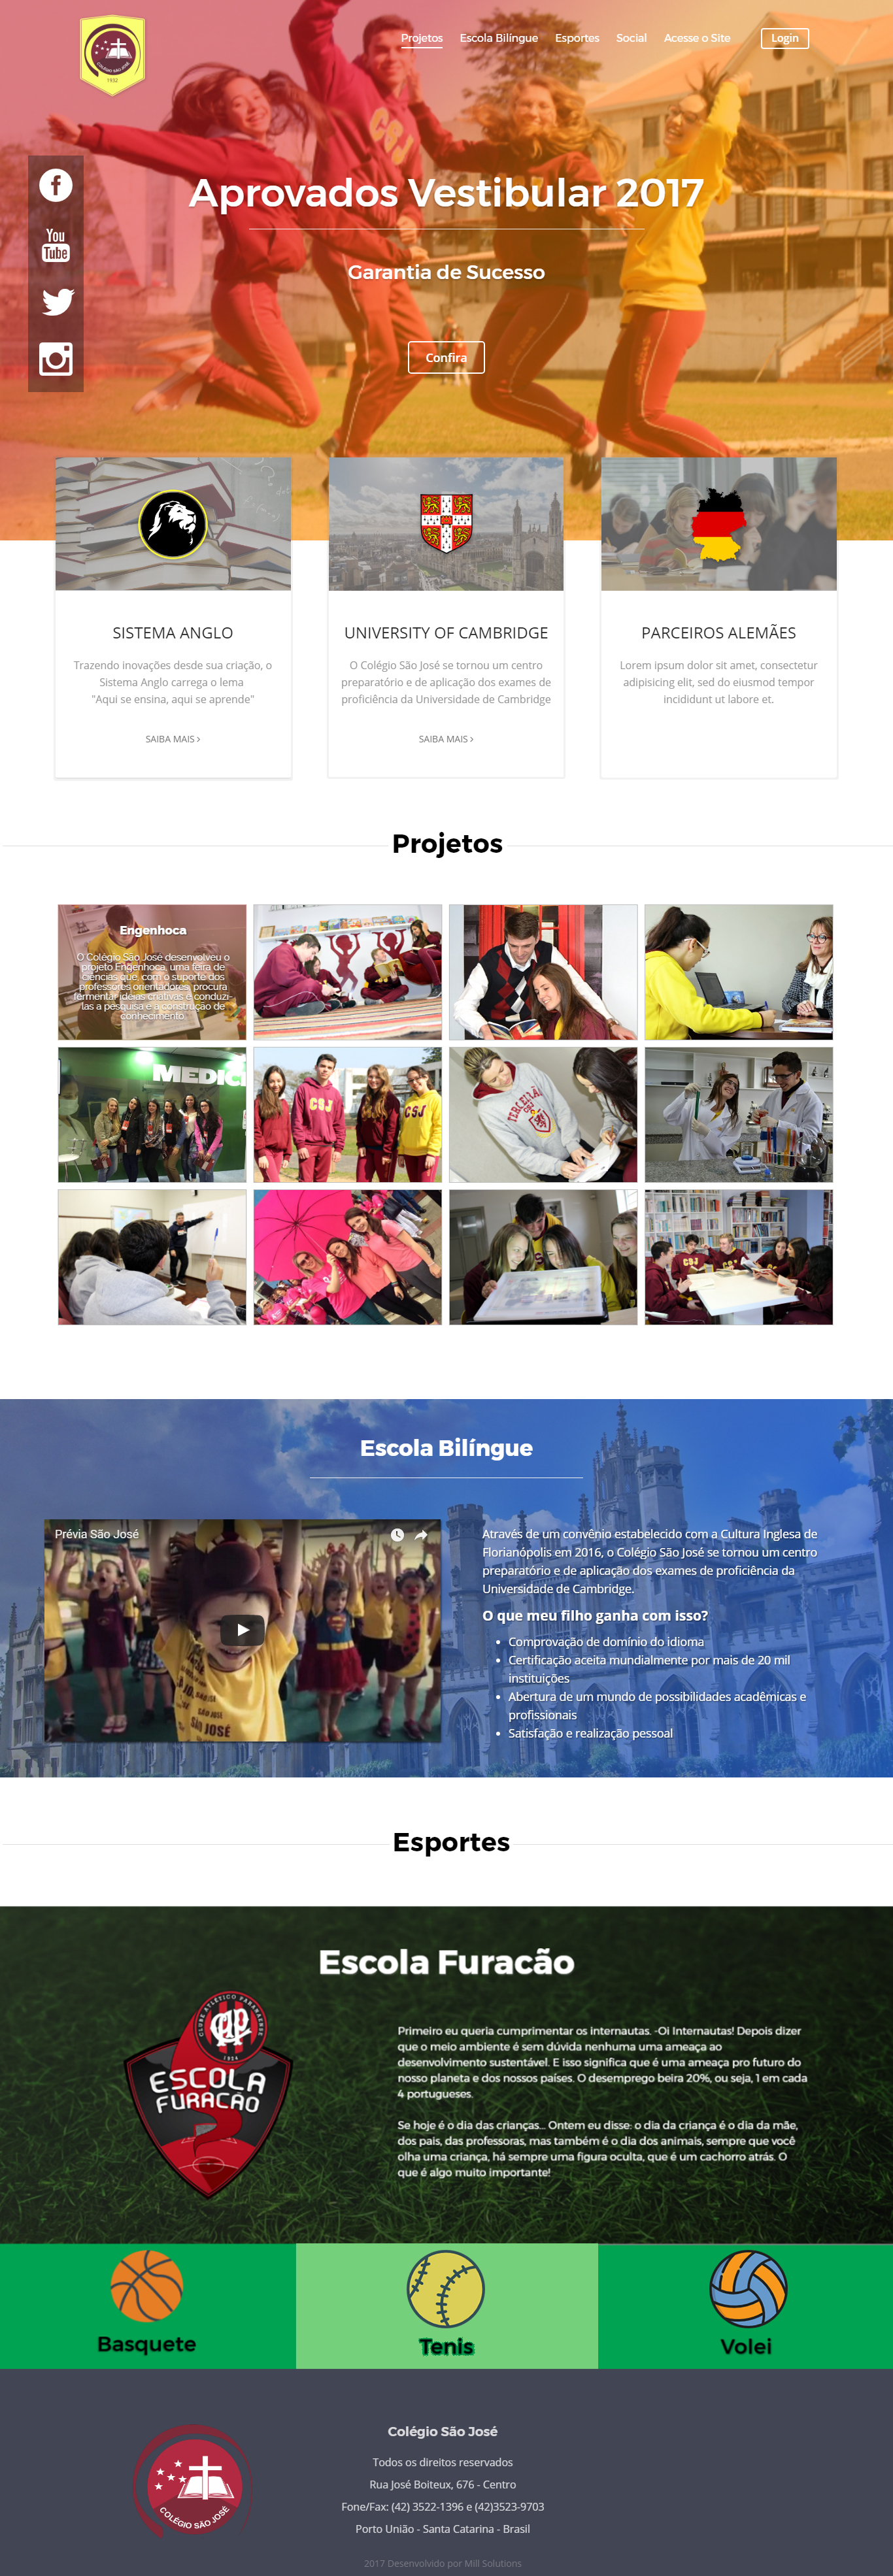 COLÉGIO SÃO JOSÉ
1932
Projetos Escola Bilíngue Esportes Social Acesse o Site Login
You
Tube
Aprovados Vestibular 2017
Garantia de Sucesso
Confira
SISTEMA ANGLO
Trazendo inovações desde sua criação, o
Sistema Anglo carrega o lema
"Aqui se ensina, aqui se aprende"
SAIBA MAIS >
UNIVERSITY OF CAMBRIDGE
O Colégio São José se tornou um centro
preparatório e de aplicação dos exames de
proficiência da Universidade de Cambridge
SAIBA MAIS >
PARCEIROS ALEMÃES
Lorem ipsum dolor sit amet, consectetur
adipisicing elit, sed do eiusmod tempor
incididunt ut labore et.
Projetos
Engenhoca
O Colégio São José desenvolveu o
projeto Engenhoca, uma feira de
ciências que, com o suporte dos
professores orientadores, procura
fermentar idéias criativas e conduzi-
las a pesquisa e a construção de
conhecimento.
MEDICI
CSJ
CSJ
TERCEIRÃO
CSJ
Escola Bilíngue
Prévia São José
SÃO JOSÉ
Através de um convênio estabelecido com a Cultura Inglesa de
Florianópolis em 2016, o Colégio São José se tornou um centro
preparatório e de aplicação dos exames de proficiência da
Universidade de Cambridge.
O que meu filho ganha com isso?
• Comprovação de domínio do idioma
• Certificação aceita mundialmente por mais de 20 mil
instituições
• Abertura de um mundo de possibilidades acadêmicas e
profissionais
• Satisfação e realização pessoal
Esportes
Escola Furacão
CLUBE ATLÉTICO PARANAENSE
CAP
1924
ESCOLA
FURACÃO
Primeiro eu queria cumprimentar os internautas. -Oi Internautas! Depois dizer
que o meio ambiente é sem dúvida nenhuma uma ameaça ao
desenvolvimento sustentável. E isso significa que é uma ameaça pro futuro do
nosso planeta e dos nossos países. O desemprego beira 20%, ou seja, 1 em cada
4 portugueses.
Se hoje é o dia das crianças... Ontem eu disse: o dia da criança é o dia da mãe,
dos pais, das professoras, mas também é o dia dos animais, sempre que você
olha uma criança, há sempre uma figura oculta, que é um cachorro atrás. O
que é algo muito importante!
Basquete
Tenis
Volei
COLÉGIO SÃO JOSÉ
Colégio São José
Todos os direitos reservados
Rua José Boiteux, 676 - Centro
Fone/Fax: (42) 3522-1396 e (42)3523-9703
Porto União - Santa Catarina - Brasil
2017 Desenvolvido por Mili Solutions